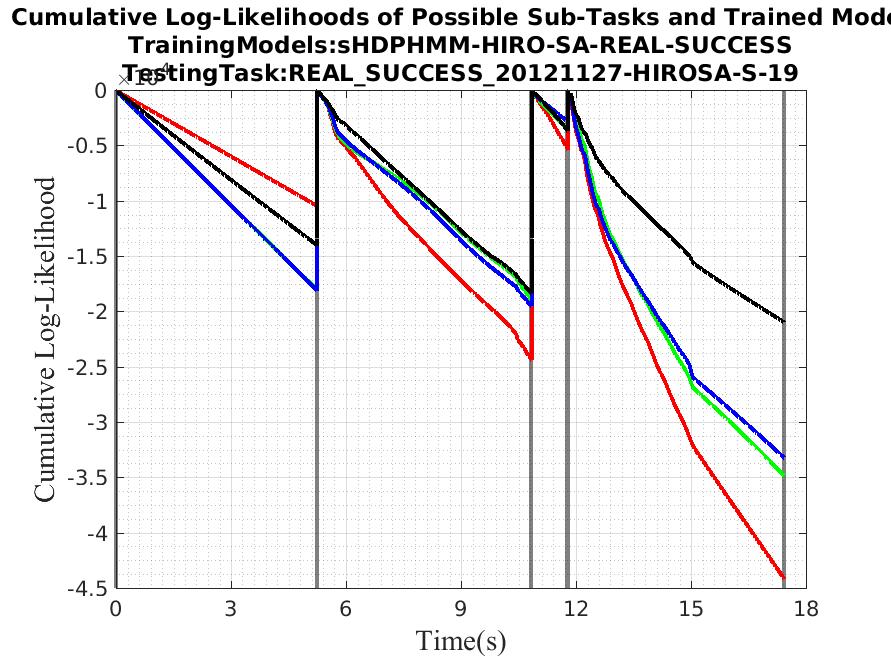 Cumulative Log-Likelihoods of Possible Sub-Tasks and Trained Mode
TrainingModels:sHDPHMM-HIRO-SA-REAL-SUCCESS
TestingTask:REAL_SUCCESS_20121127-HIROSA-S-19
×10^4
0
-0.5
-1
-1.5
-2
-2.5
-3
-3.5
-4
-4.5
Cumulative Log-Likelihood
0 3 6 9 12 15 18
Time(s)